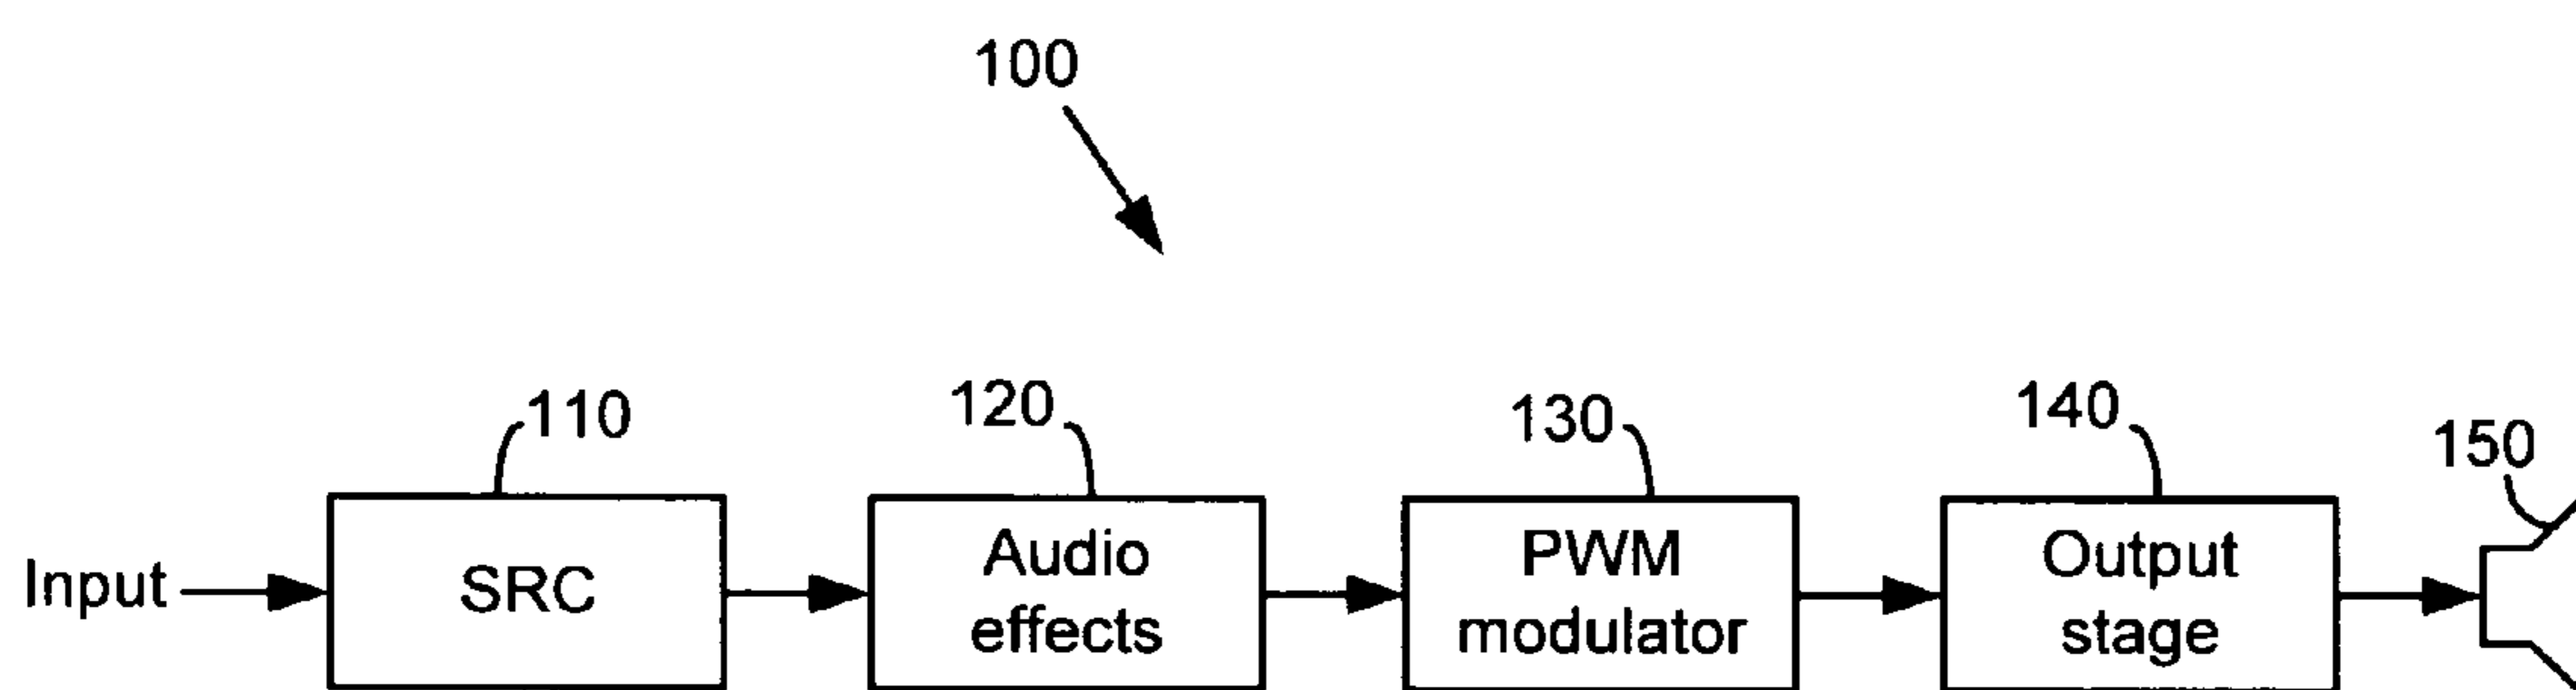 100
110
120
130
140
150
Input
SRC
Audio
effects
PWM
modulator
Output
stage